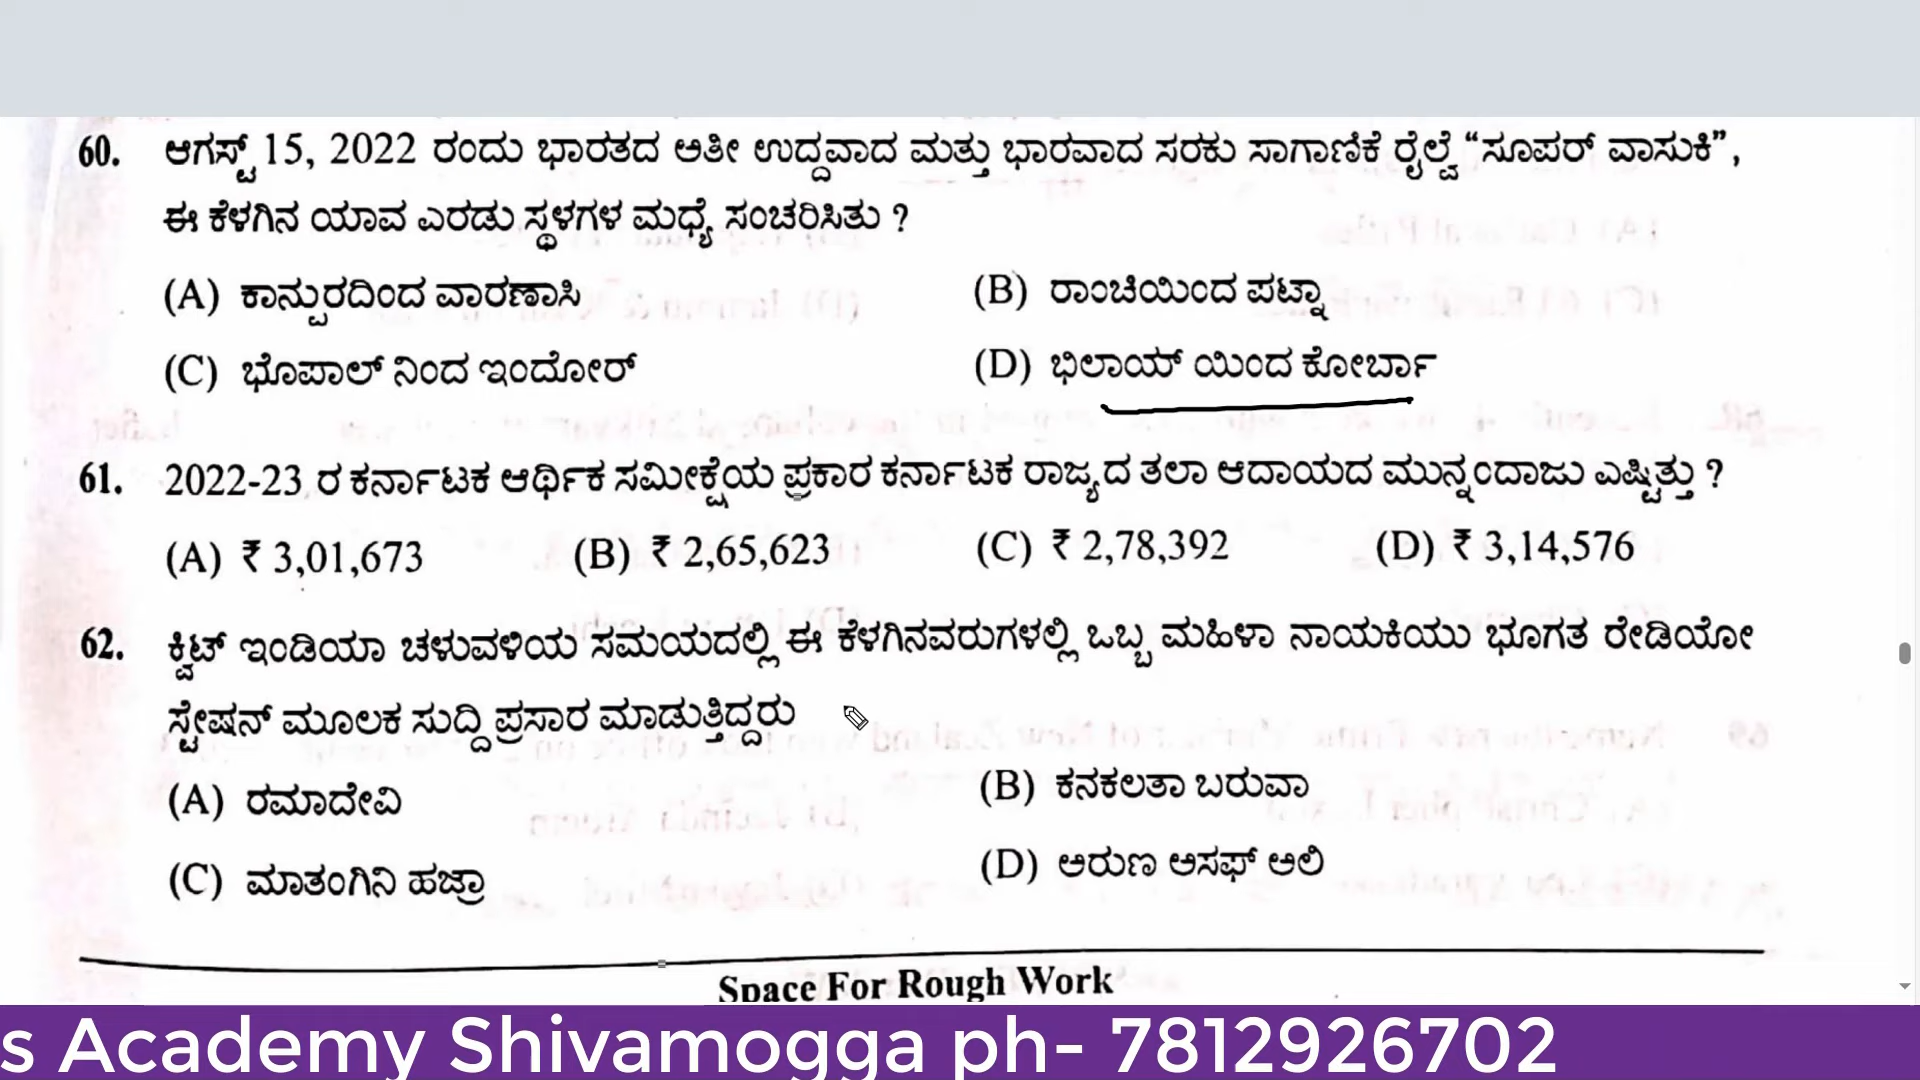 60. ಆಗಸ್ಟ್ 15, 2022 ರಂದು ಭಾರತದ ಅತೀ ಉದ್ದವಾದ ಮತ್ತು ಭಾರವಾದ ಸರಕು ಸಾಗಾಣಿಕೆ ರೈಲ್ವೆ “ಸೂಪರ್ ವಾಸುಕಿ”,
ಈ ಕೆಳಗಿನ ಯಾವ ಎರಡು ಸ್ಥಳಗಳ ಮಧ್ಯೆ ಸಂಚರಿಸಿತು ?
(A) ಕಾನ್ಪುರದಿಂದ ವಾರಣಾಸಿ (B) ರಾಂಚಿಯಿಂದ ಪಟ್ನಾ
(C) ಭೊಪಾಲ್ ನಿಂದ ಇಂದೋರ್ (D) ಭಿಲಾಯ್ ಯಿಂದ ಕೋರ್ಬಾ
61. 2022-23 ರ ಕರ್ನಾಟಕ ಆರ್ಥಿಕ ಸಮೀಕ್ಷೆಯ ಪ್ರಕಾರ ಕರ್ನಾಟಕ ರಾಜ್ಯದ ತಲಾ ಆದಾಯದ ಮುನ್ನಂದಾಜು ಎಷ್ಟಿತ್ತು ?
(A) ₹ 3,01,673 (B) ₹ 2,65,623 (C) ₹ 2,78,392 (D) ₹ 3,14,576
62. ಕ್ವಿಟ್ ಇಂಡಿಯಾ ಚಳುವಳಿಯ ಸಮಯದಲ್ಲಿ ಈ ಕೆಳಗಿನವರುಗಳಲ್ಲಿ ಒಬ್ಬ ಮಹಿಳಾ ನಾಯಕಿಯು ಭೂಗತ ರೇಡಿಯೋ
ಸ್ಟೇಷನ್ ಮೂಲಕ ಸುದ್ದಿ ಪ್ರಸಾರ ಮಾಡುತ್ತಿದ್ದರು
(A) ರಮಾದೇವಿ (B) ಕನಕಲತಾ ಬರುವಾ
(C) ಮಾತಂಗಿನಿ ಹಜ್ರಾ (D) ಅರುಣ ಅಸಫ್ ಅಲಿ
Space For Rough Work
s Academy Shivamogga ph- 7812926702